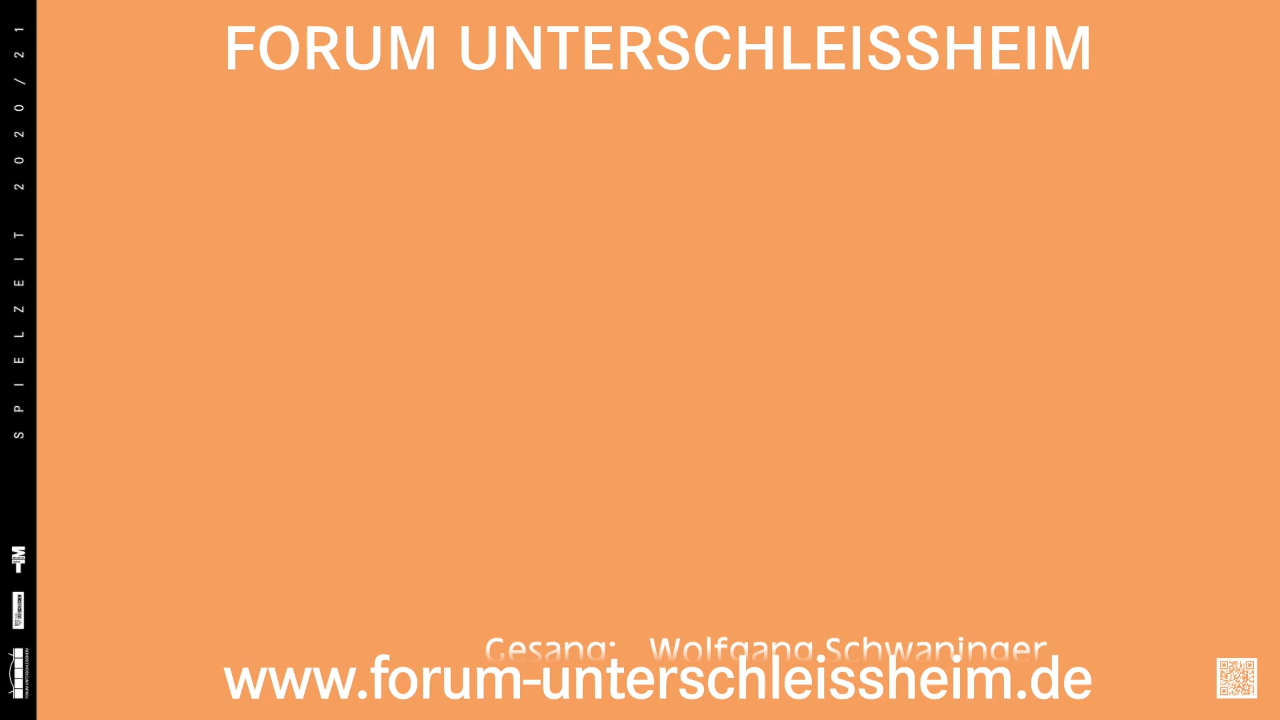 FORUM UNTERSCHLEISSHEIM
SPIELZEIT 2020/21
Gesang: Wolfgang Schwaninger
www.forum-unterschleissheim.de